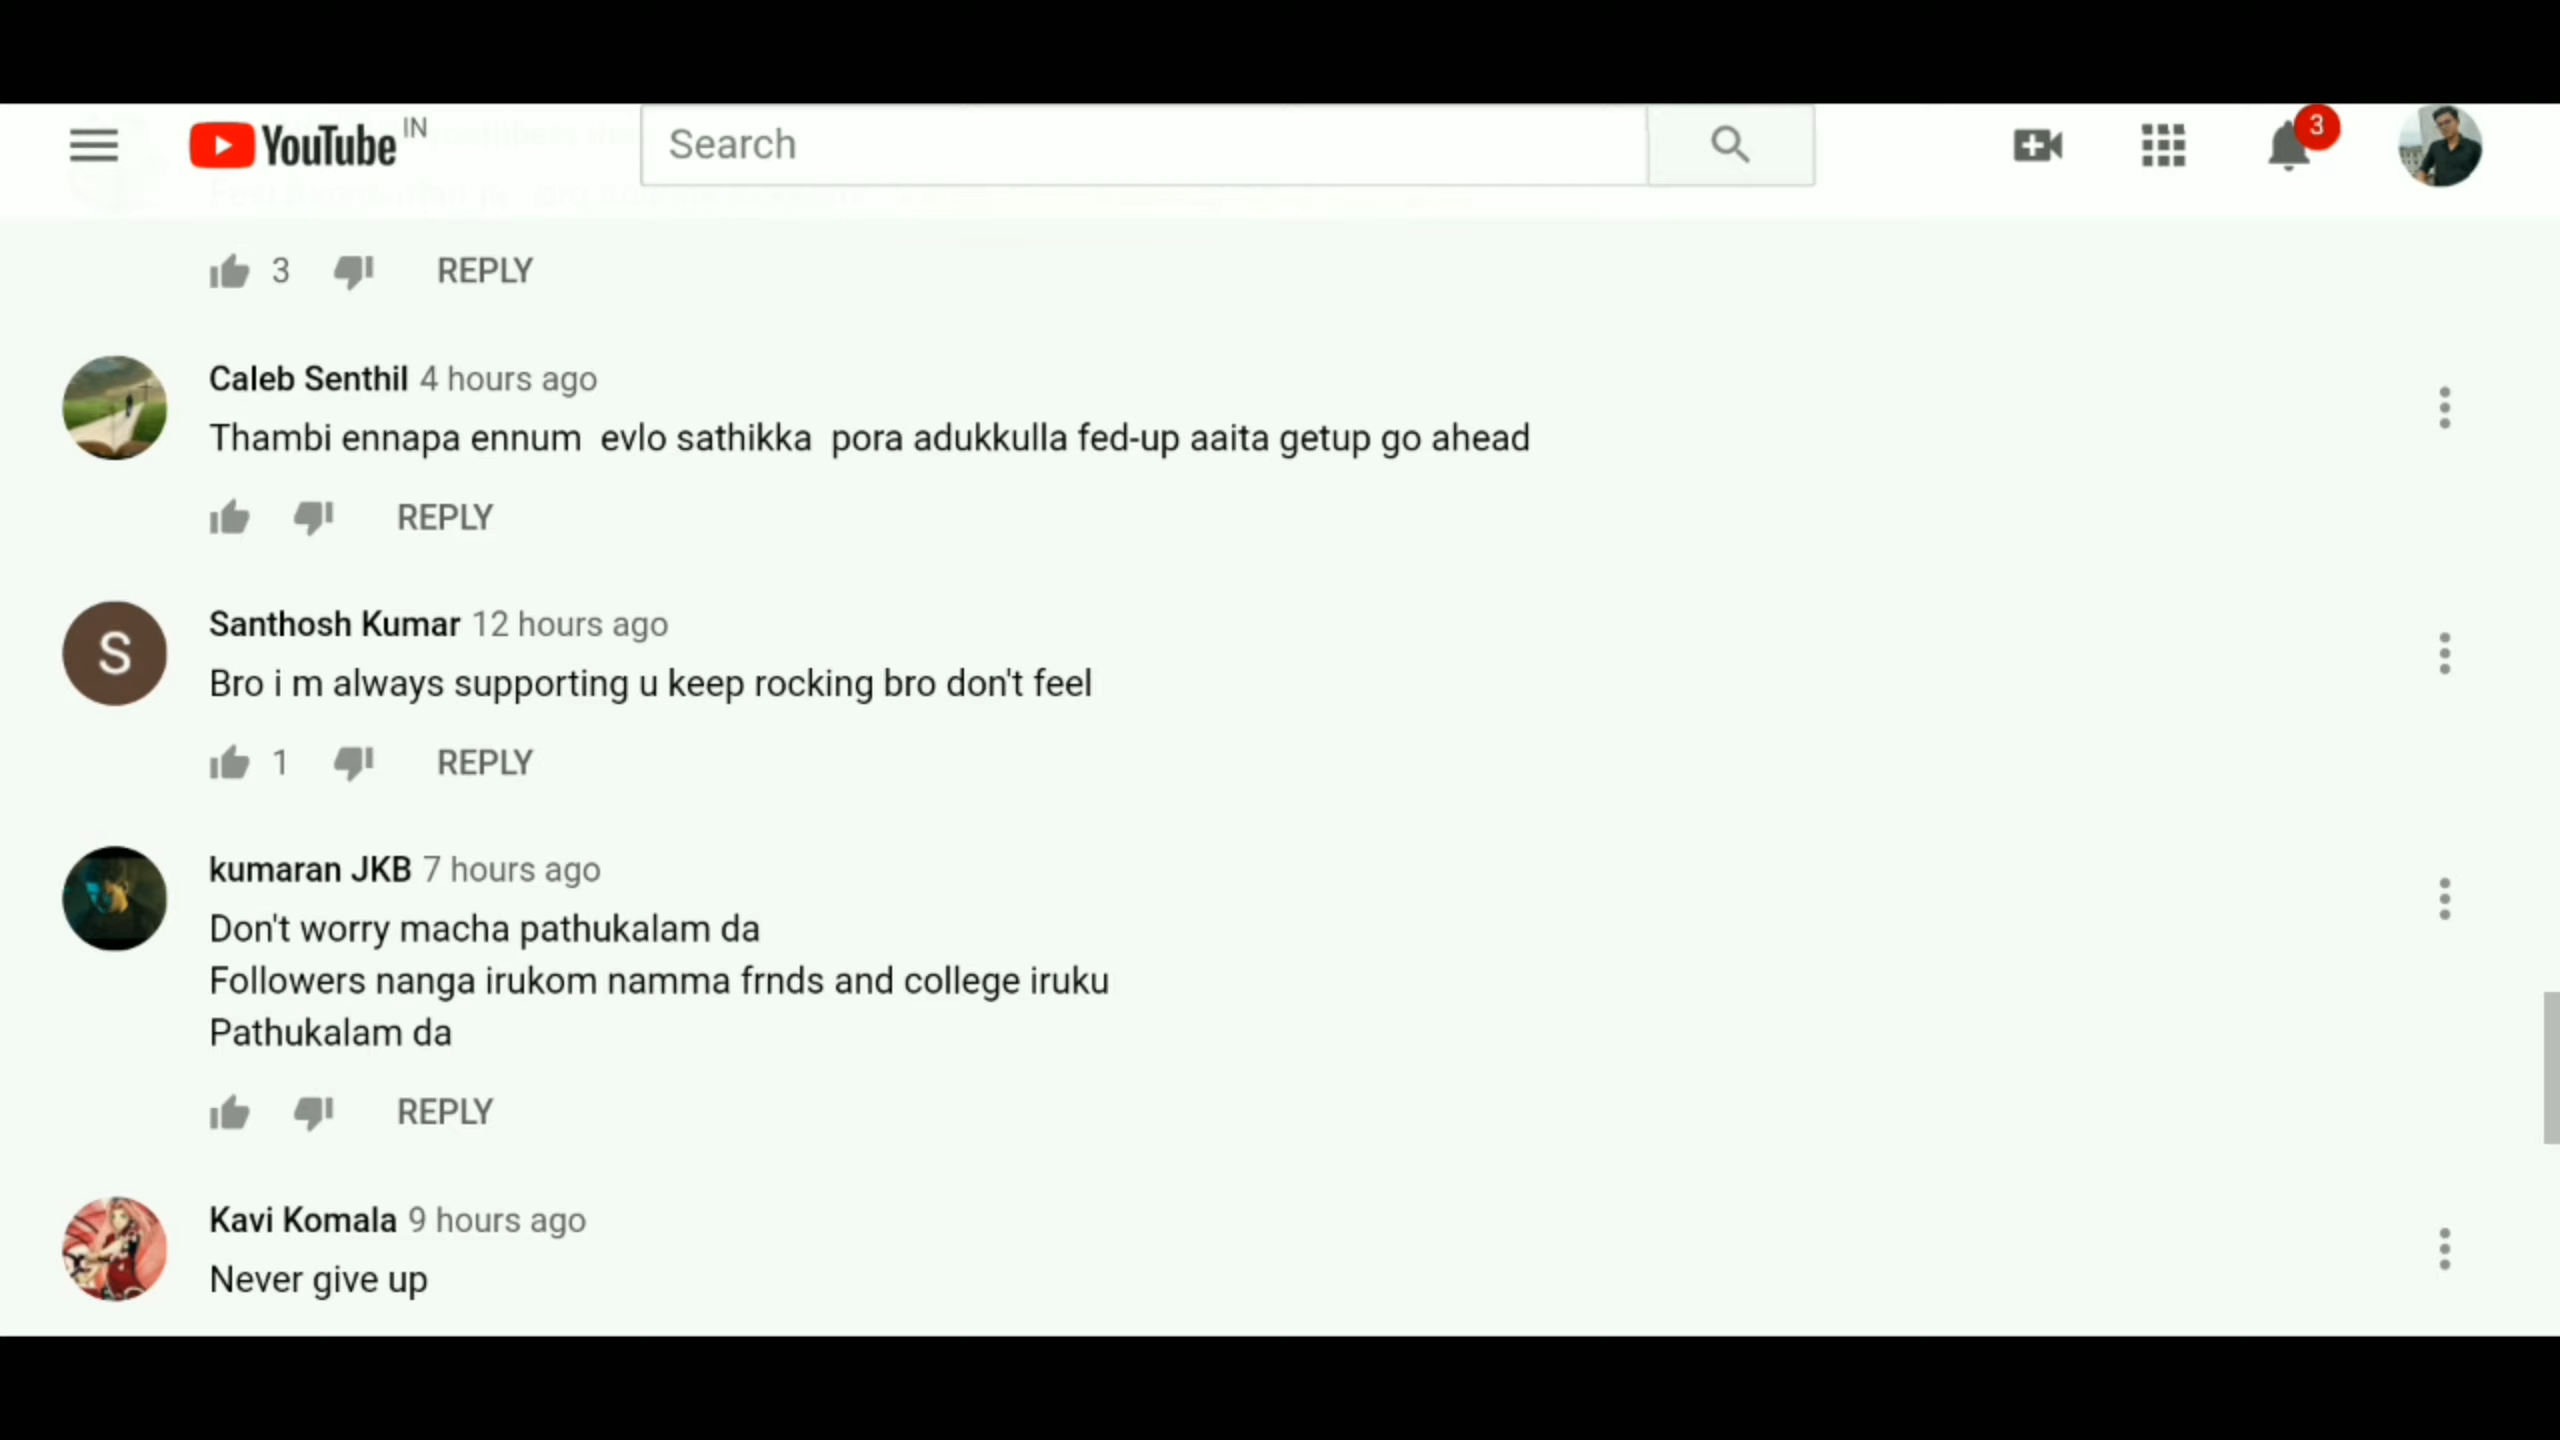 YouTube IN
Search
3
3 REPLY
Caleb Senthil 4 hours ago
Thambi ennapa ennum evlo sathikka pora adukkulla fed-up aaita getup go ahead
REPLY
S
Santhosh Kumar 12 hours ago
Bro i m always supporting u keep rocking bro don't feel
1 REPLY
kumaran JKB 7 hours ago
Don't worry macha pathukalam da
Followers nanga irukom namma frnds and college iruku
Pathukalam da
REPLY
Kavi Komala 9 hours ago
Never give up